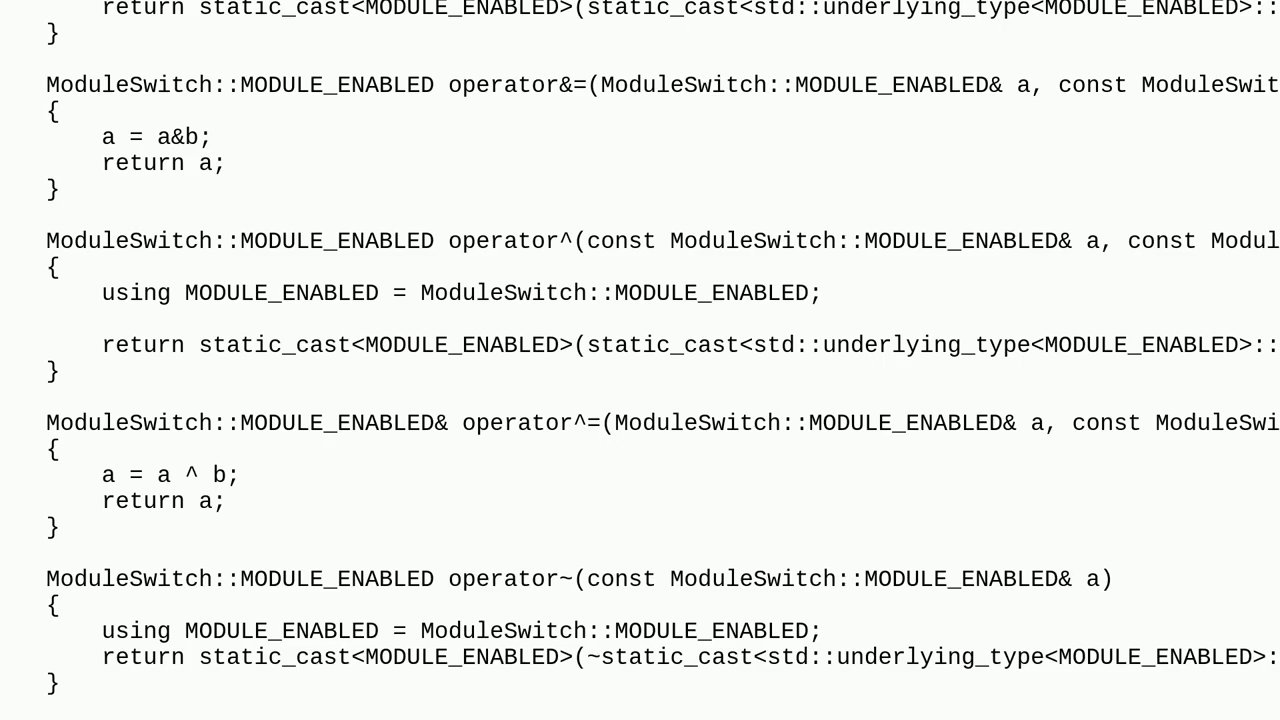 return static_cast<MODULE_ENABLED>(static_cast<std::underlying_type<MODULE_ENABLED>::
}
ModuleSwitch::MODULE_ENABLED operator&=(ModuleSwitch::MODULE_ENABLED& a, const ModuleSwit
{
a = a&b;
return a;
}
ModuleSwitch::MODULE_ENABLED operator^(const ModuleSwitch::MODULE_ENABLED& a, const Modul
{
using MODULE_ENABLED = ModuleSwitch::MODULE_ENABLED;
return static_cast<MODULE_ENABLED>(static_cast<std::underlying_type<MODULE_ENABLED>::
}
ModuleSwitch::MODULE_ENABLED& operator^=(ModuleSwitch::MODULE_ENABLED& a, const ModuleSwi
{
a = a ^ b;
return a;
}
ModuleSwitch::MODULE_ENABLED operator~(const ModuleSwitch::MODULE_ENABLED& a)
{
using MODULE_ENABLED = ModuleSwitch::MODULE_ENABLED;
return static_cast<MODULE_ENABLED>(~static_cast<std::underlying_type<MODULE_ENABLED>:
}